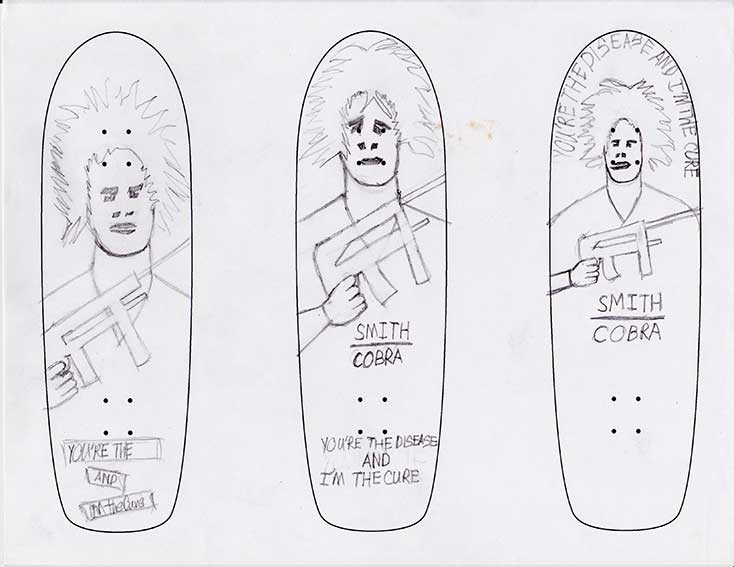 YOU'RE THE
AND
I'M the Cure
SMITH
COBRA
YOU'RE THE DISEASE
AND
I'M THE CURE
YOU'RE THE DISEASE AND I'M THE CURE
SMITH
COBRA